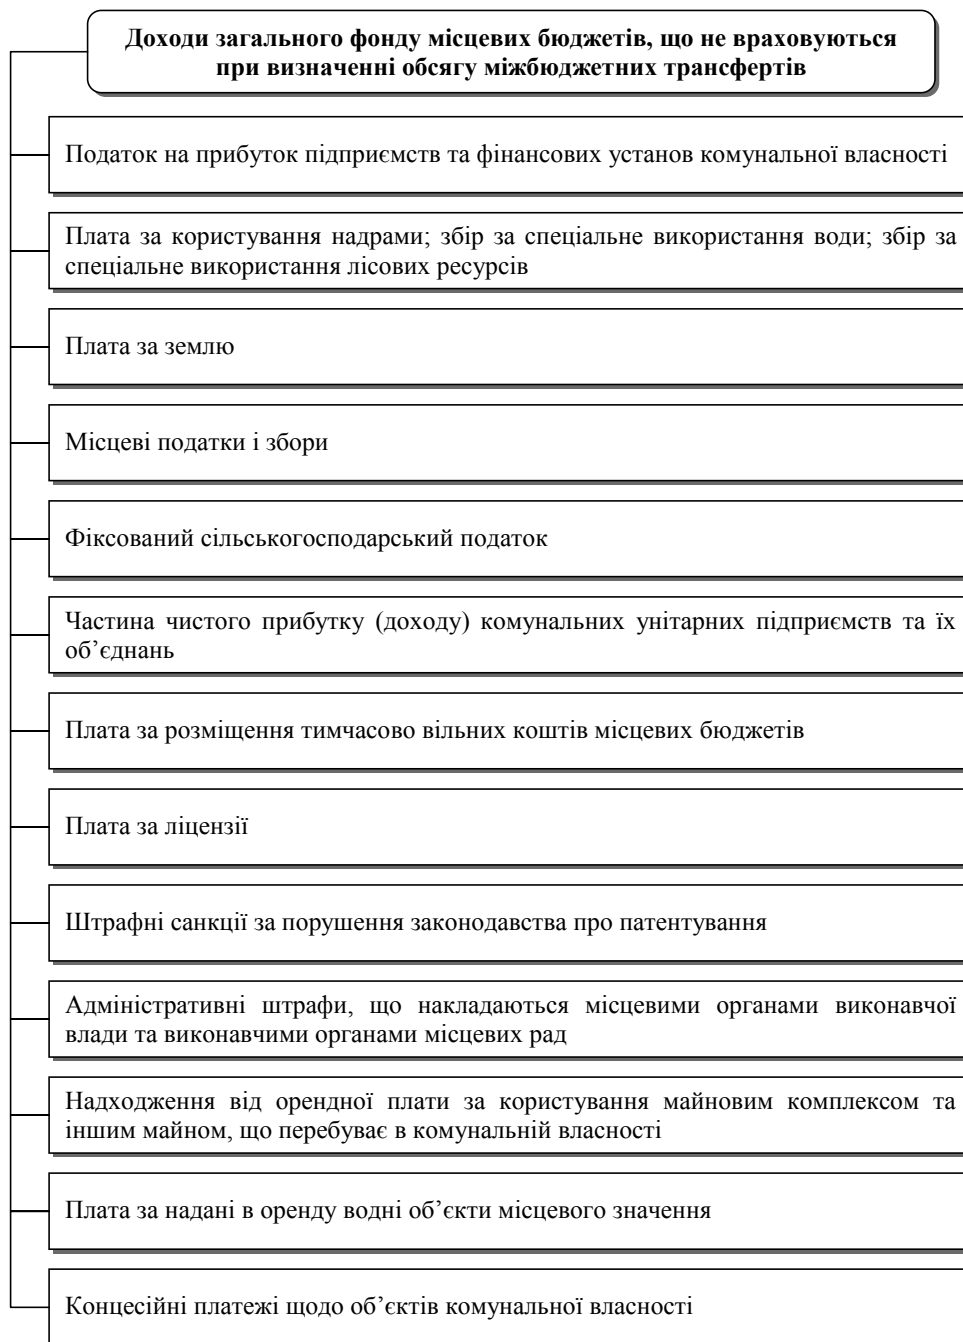 Доходи загального фонду місцевих бюджетів, що не враховуються
при визначенні обсягу міжбюджетних трансфертів
Податок на прибуток підприємств та фінансових установ комунальної власності
Плата за користування надрами; збір за спеціальне використання води; збір за
спеціальне використання лісових ресурсів
Плата за землю
Місцеві податки і збори
Фіксований сільськогосподарський податок
Частина чистого прибутку (доходу) комунальних унітарних підприємств та їх
об’єднань
Плата за розміщення тимчасово вільних коштів місцевих бюджетів
Плата за ліцензії
Штрафні санкції за порушення законодавства про патентування
Адміністративні штрафи, що накладаються місцевими органами виконавчої
влади та виконавчими органами місцевих рад
Надходження від орендної плати за користування майновим комплексом та
іншим майном, що перебуває в комунальній власності
Плата за надані в оренду водні об’єкти місцевого значення
Концесійні платежі щодо об’єктів комунальної власності